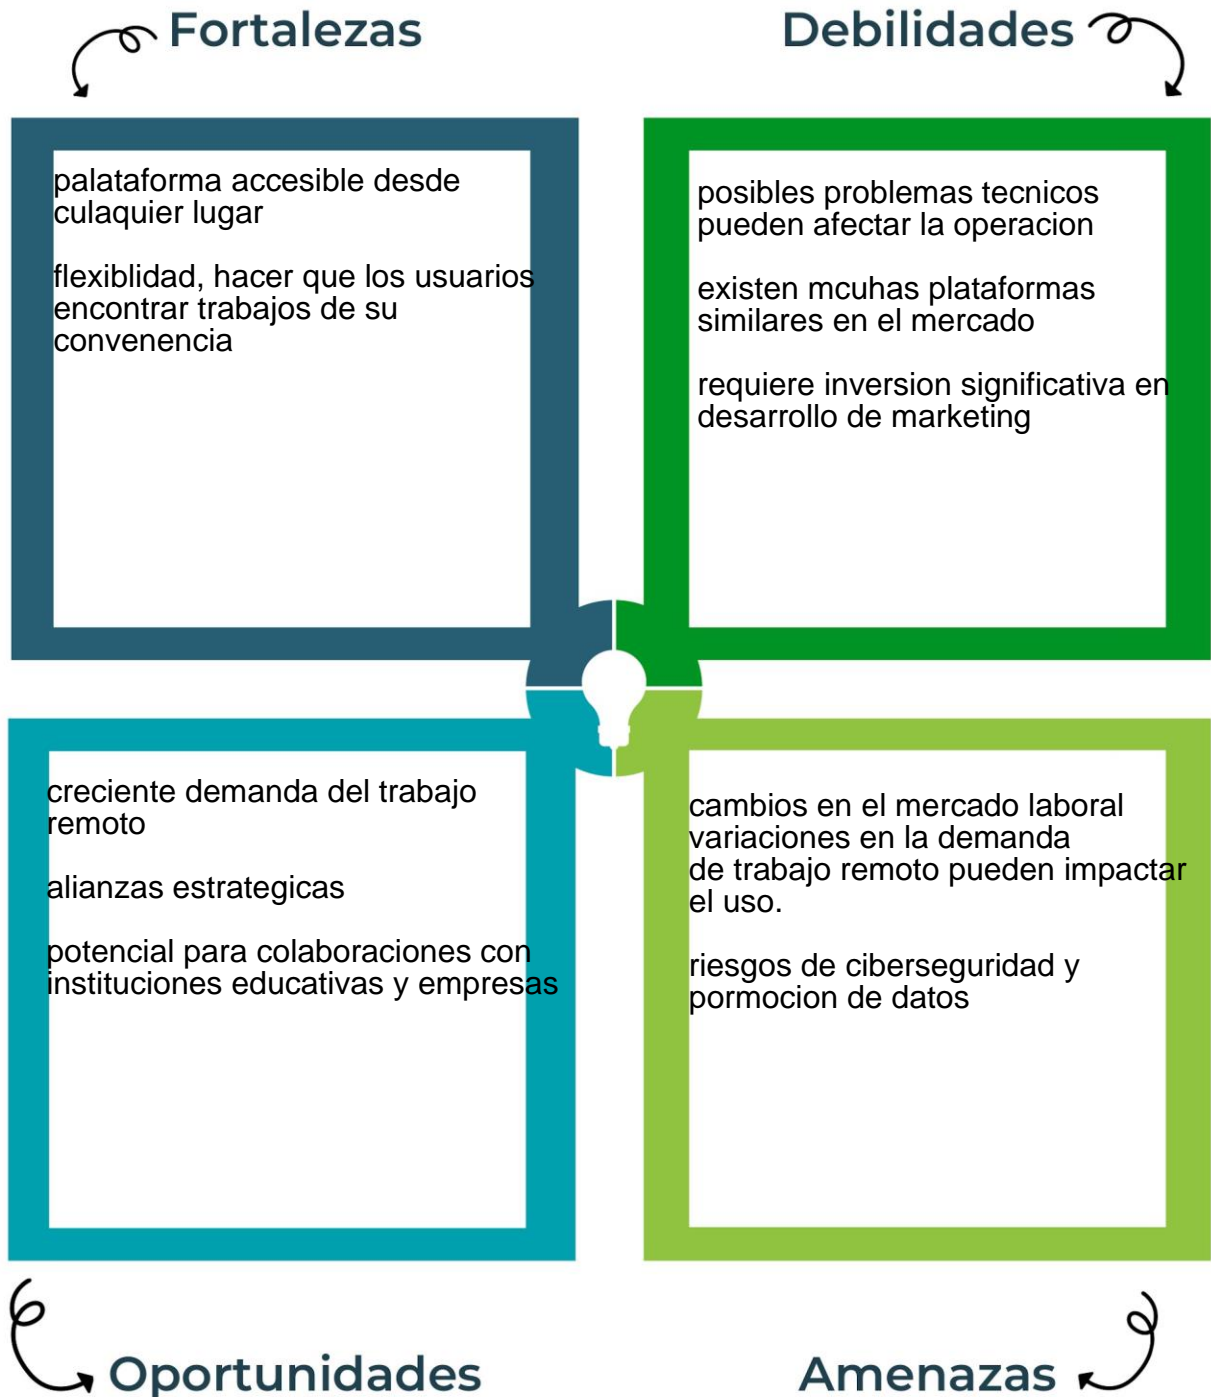 Fortalezas
palataforma accesible desde
culaquier lugar
flexiblidad, hacer que los usuarios
encontrar trabajos de su
convenencia
Debilidades
posibles problemas tecnicos
pueden afectar la operacion
existen mcuhas plataformas
similares en el mercado
requiere inversion significativa en
desarrollo de marketing
creciente demanda del trabajo
remoto
alianzas estrategicas
potencial para colaboraciones con
instituciones educativas y empresas
Oportunidades
cambios en el mercado laboral
variaciones en la demanda
de trabajo remoto pueden impactar
el uso.
riesgos de ciberseguridad y
pormocion de datos
Amenazas